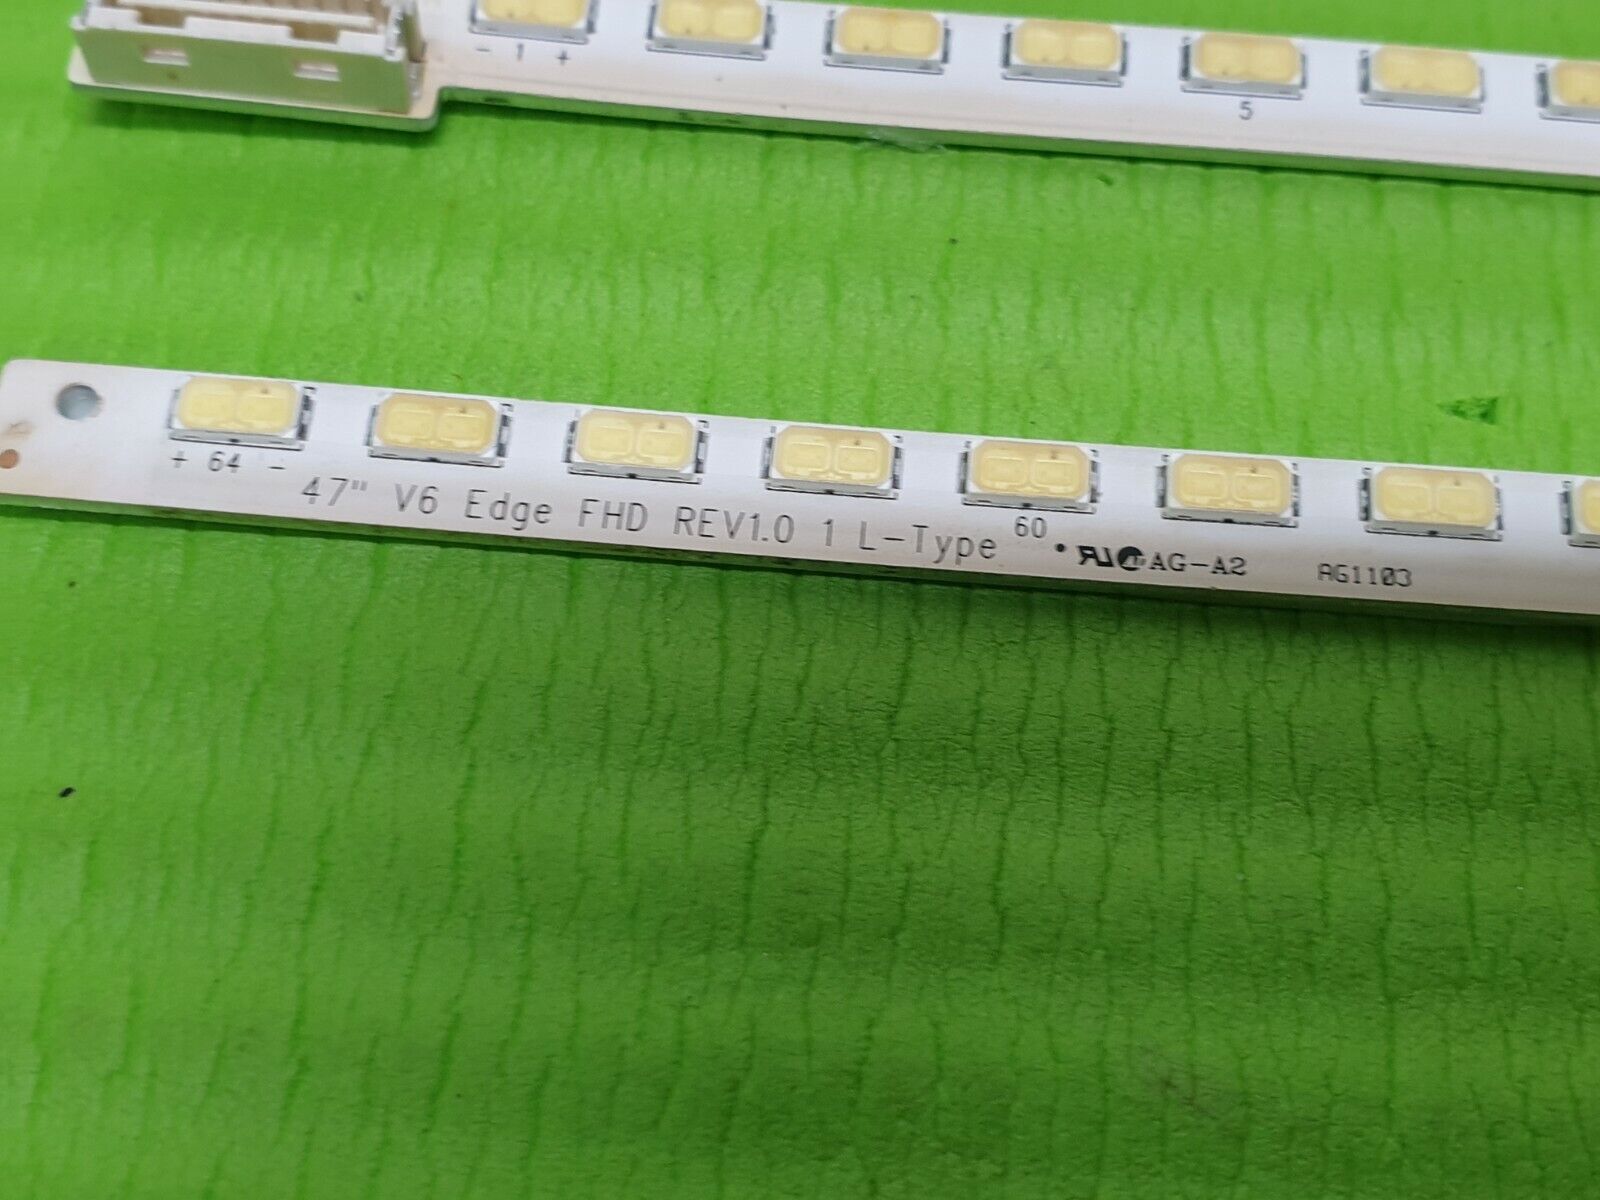 - 1 +
5
+ 64 -
47" V6 Edge FHD REV1.0 1 L-Type
60
AG-A2
AG1103